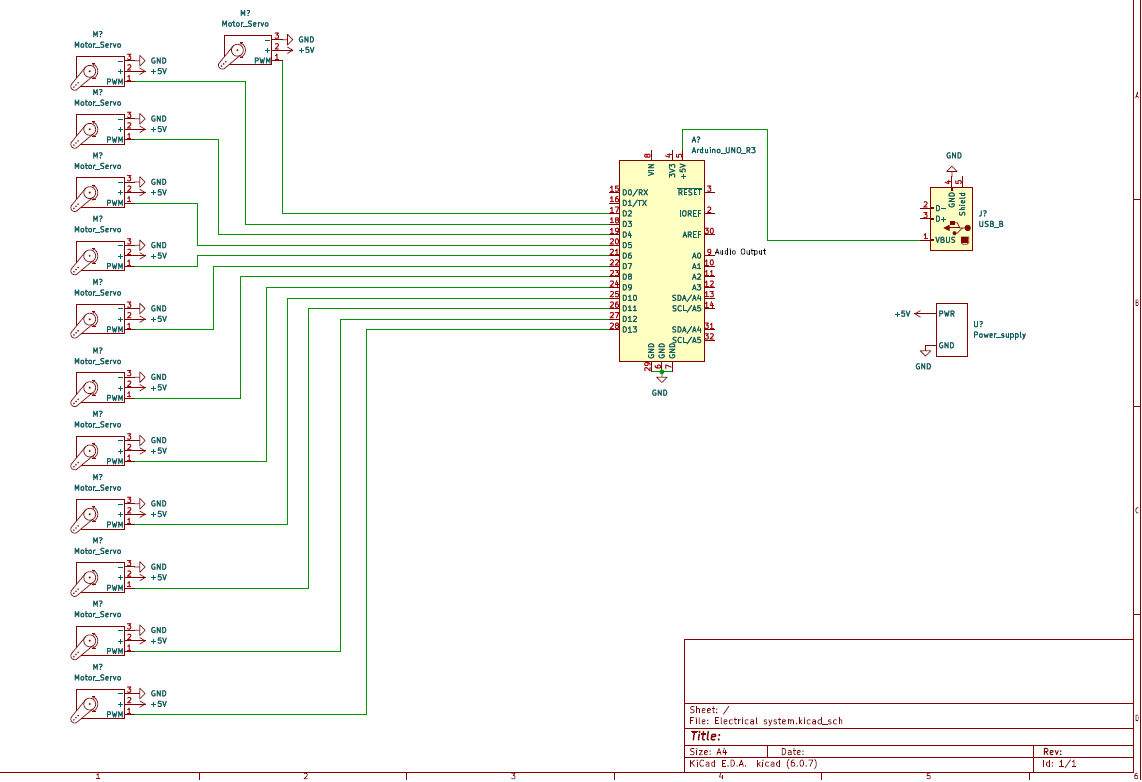 M?
Motor_Servo
3 GND
2 +5V
PWM 1
M?
Motor_Servo
3 GND
2 +5V
PWM 1
M?
Motor_Servo
3 GND
2 +5V
PWM 1
M?
Motor_Servo
3 GND
2 +5V
PWM 1
M?
Motor_Servo
3 GND
2 +5V
PWM 1
M?
Motor_Servo
3 GND
2 +5V
PWM 1
M?
Motor_Servo
3 GND
2 +5V
PWM 1
M?
Motor_Servo
3 GND
2 +5V
PWM 1
M?
Motor_Servo
3 GND
2 +5V
PWM 1
M?
Motor_Servo
3 GND
2 +5V
PWM 1
M?
Motor_Servo
3 GND
2 +5V
PWM 1
M?
Motor_Servo
3 GND
2 +5V
PWM 1
A?
Arduino_UNO_R3
8 4 5
VIN 3V3 +5V
15 D0/RX
16 D1/TX
17 D2
18 D3
19 D4
20 D5
21 D6
22 D7
23 D8
24 D9
25 D10
26 D11
27 D12
28 D13
RESET 3
IOREF 2
AREF 30
A0 9 Audio Output
A1 10
A2 11
A3 12
SDA/A4 13
SCL/A5 14
SDA/A4 31
SCL/A5 32
GND GND GND
29 6 7
GND
GND
4 5
GND Shield
2 D-
3 D+
1 VBUS
J?
USB_B
+5V PWR
GND
GND
U?
Power_supply
A
B
C
D
Sheet: /
File: Electrical system.kicad_sch
Title:
Size: A4 Date: Rev:
KiCad E.D.A. kicad (6.0.7) Id: 1/1
1 2 3 4 5 6